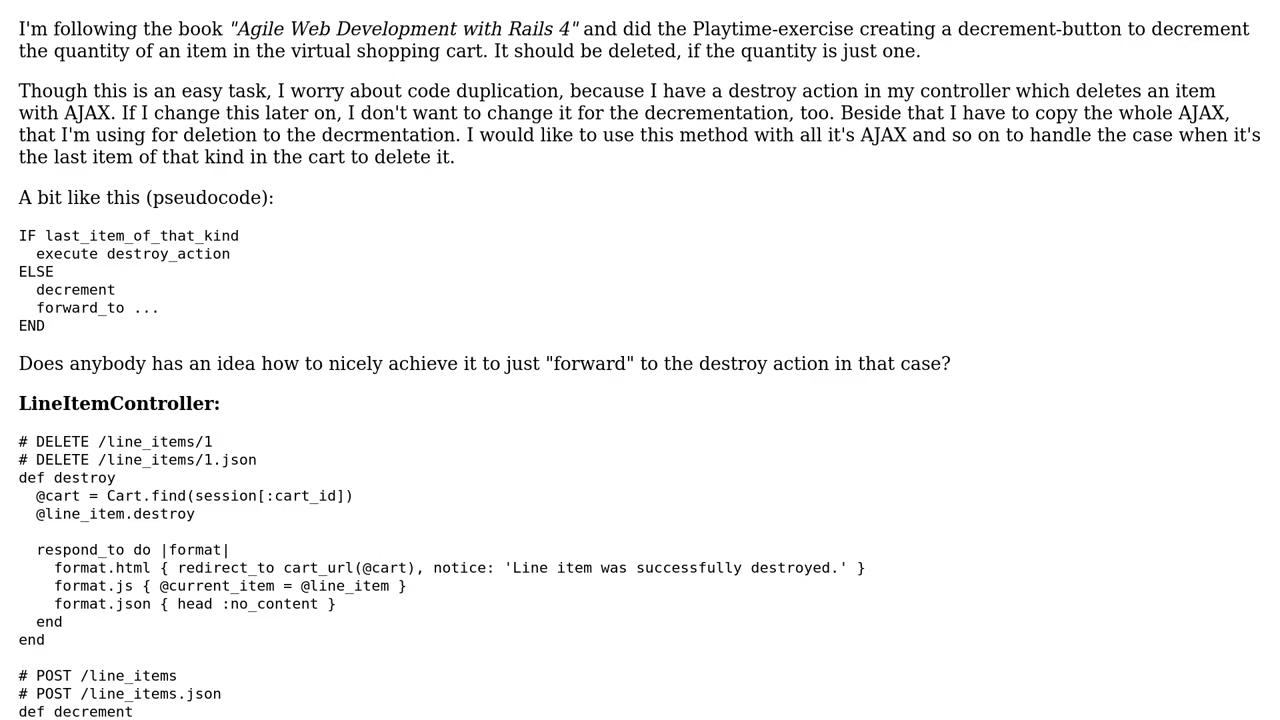 I'm following the book "Agile Web Development with Rails 4" and did the Playtime-exercise creating a decrement-button to decrement
the quantity of an item in the virtual shopping cart. It should be deleted, if the quantity is just one.
Though this is an easy task, I worry about code duplication, because I have a destroy action in my controller which deletes an item
with AJAX. If I change this later on, I don't want to change it for the decrementation, too. Beside that I have to copy the whole AJAX,
that I'm using for deletion to the decrmentation. I would like to use this method with all it's AJAX and so on to handle the case when it's
the last item of that kind in the cart to delete it.
A bit like this (pseudocode):
IF last_item_of_that_kind
  execute destroy_action
ELSE
  decrement
  forward_to ...
END
Does anybody has an idea how to nicely achieve it to just "forward" to the destroy action in that case?
LineItemController:
# DELETE /line_items/1
# DELETE /line_items/1.json
def destroy
  @cart = Cart.find(session[:cart_id])
  @line_item.destroy
  respond_to do |format|
    format.html { redirect_to cart_url(@cart), notice: 'Line item was successfully destroyed.' }
    format.js { @current_item = @line_item }
    format.json { head :no_content }
  end
end
# POST /line_items
# POST /line_items.json
def decrement